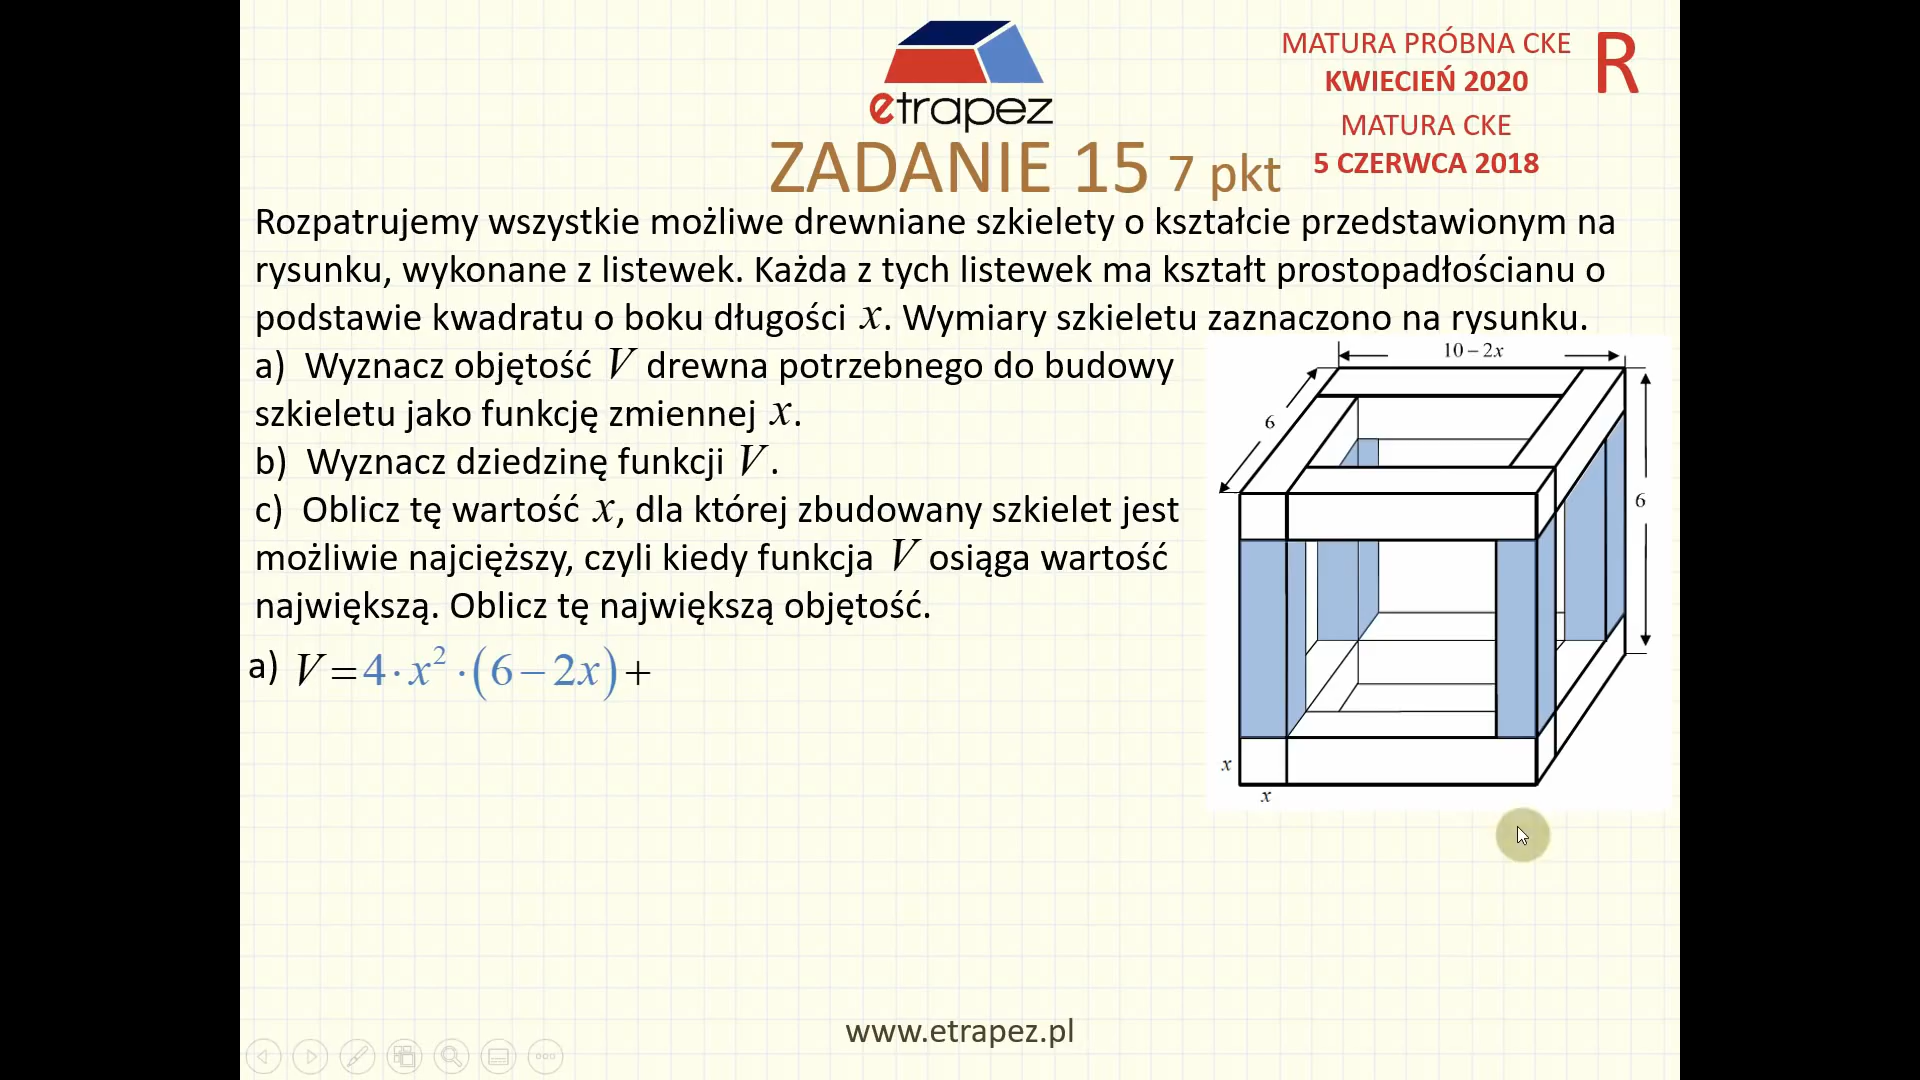 etrapez
MATURA PRÓBNA CKE
KWIECIEŃ 2020
R
MATURA CKE
5 CZERWCA 2018
ZADANIE 15 7 pkt
Rozpatrujemy wszystkie możliwe drewniane szkielety o kształcie przedstawionym na
rysunku, wykonane z listewek. Każda z tych listewek ma kształt prostopadłościanu o
podstawie kwadratu o boku długości x. Wymiary szkieletu zaznaczono na rysunku.
a) Wyznacz objętość V drewna potrzebnego do budowy
szkieletu jako funkcję zmiennej x.
b) Wyznacz dziedzinę funkcji V.
c) Oblicz tę wartość x, dla której zbudowany szkielet jest
możliwie najcięższy, czyli kiedy funkcja V osiąga wartość
największą. Oblicz tę największą objętość.
10 – 2x
6
6
x
x
a) V = 4 · x² · (6 – 2x) +
www.etrapez.pl